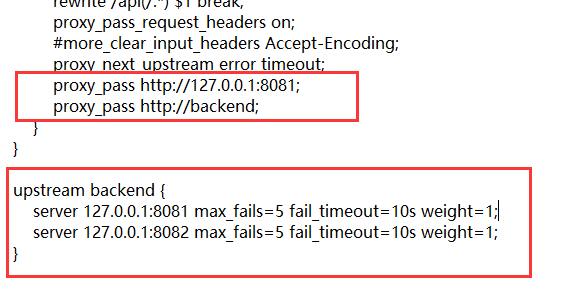 rewrite /api(/.*) $1 break;
proxy_pass_request_headers on;
#more_clear_input_headers Accept-Encoding;
proxy_next_upstream error timeout;
proxy_pass http://127.0.0.1:8081;
proxy_pass http://backend;
}
}
upstream backend {
server 127.0.0.1:8081 max_fails=5 fail_timeout=10s weight=1;
server 127.0.0.1:8082 max_fails=5 fail_timeout=10s weight=1;
}